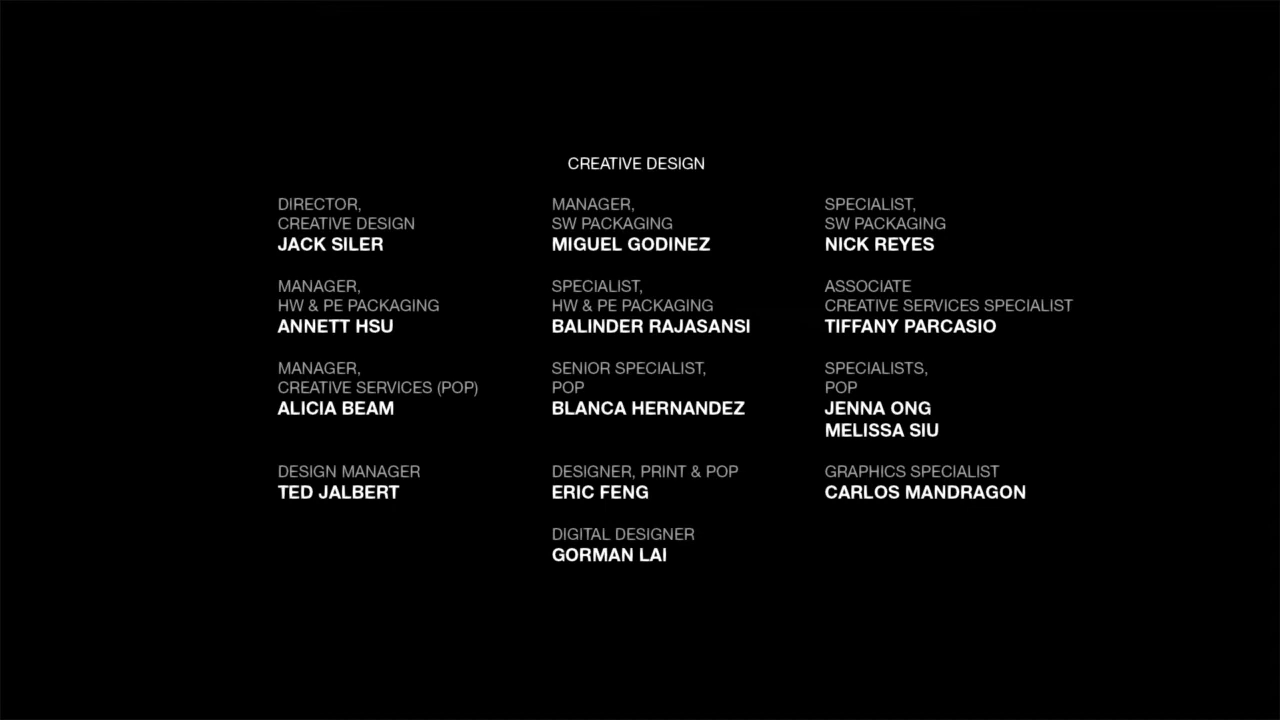 CREATIVE DESIGN
DIRECTOR,
CREATIVE DESIGN
JACK SILER
MANAGER,
SW PACKAGING
MIGUEL GODINEZ
SPECIALIST,
SW PACKAGING
NICK REYES
MANAGER,
HW & PE PACKAGING
ANNETT HSU
SPECIALIST,
HW & PE PACKAGING
BALINDER RAJASANSI
ASSOCIATE
CREATIVE SERVICES SPECIALIST
TIFFANY PARCASIO
MANAGER,
CREATIVE SERVICES (POP)
ALICIA BEAM
SENIOR SPECIALIST,
POP
BLANCA HERNANDEZ
SPECIALISTS,
POP
JENNA ONG
MELISSA SIU
DESIGN MANAGER
TED JALBERT
DESIGNER, PRINT & POP
ERIC FENG
GRAPHICS SPECIALIST
CARLOS MANDRAGON
DIGITAL DESIGNER
GORMAN LAI